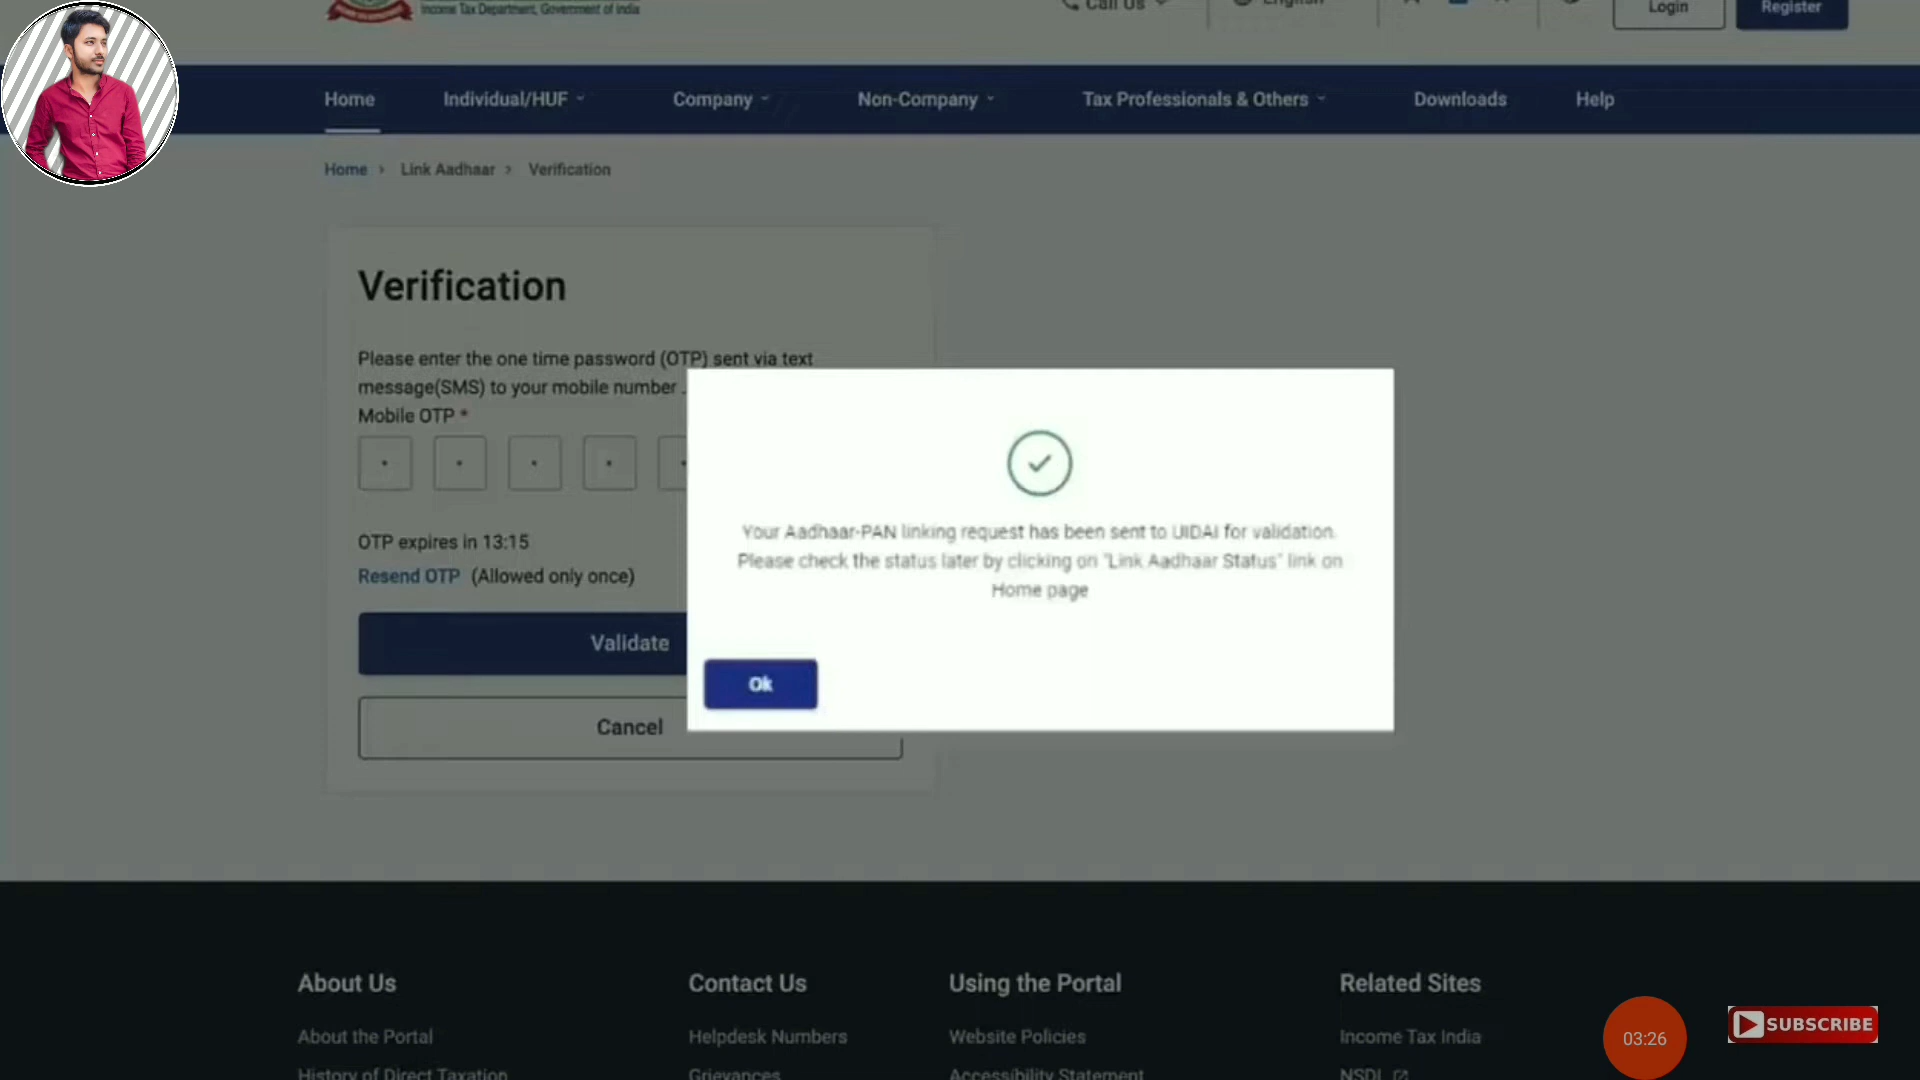 Income Tax Department, Government of India
Call Us
English
Login
Register
Home
Individual/HUF
Company
Non-Company
Tax Professionals & Others
Downloads
Help
Home > Link Aadhaar > Verification
Verification
Please enter the one time password (OTP) sent via text
message(SMS) to your mobile number .
Mobile OTP *
OTP expires in 13:15
Resend OTP (Allowed only once)
Validate
Cancel
Your Aadhaar-PAN linking request has been sent to UIDAI for validation.
Please check the status later by clicking on "Link Aadhaar Status" link on
Home page
Ok
About Us
Contact Us
Using the Portal
Related Sites
About the Portal
Helpdesk Numbers
Website Policies
Income Tax India
History of Direct Taxation
Grievances
Accessibility Statement
NSDL
03:26
SUBSCRIBE